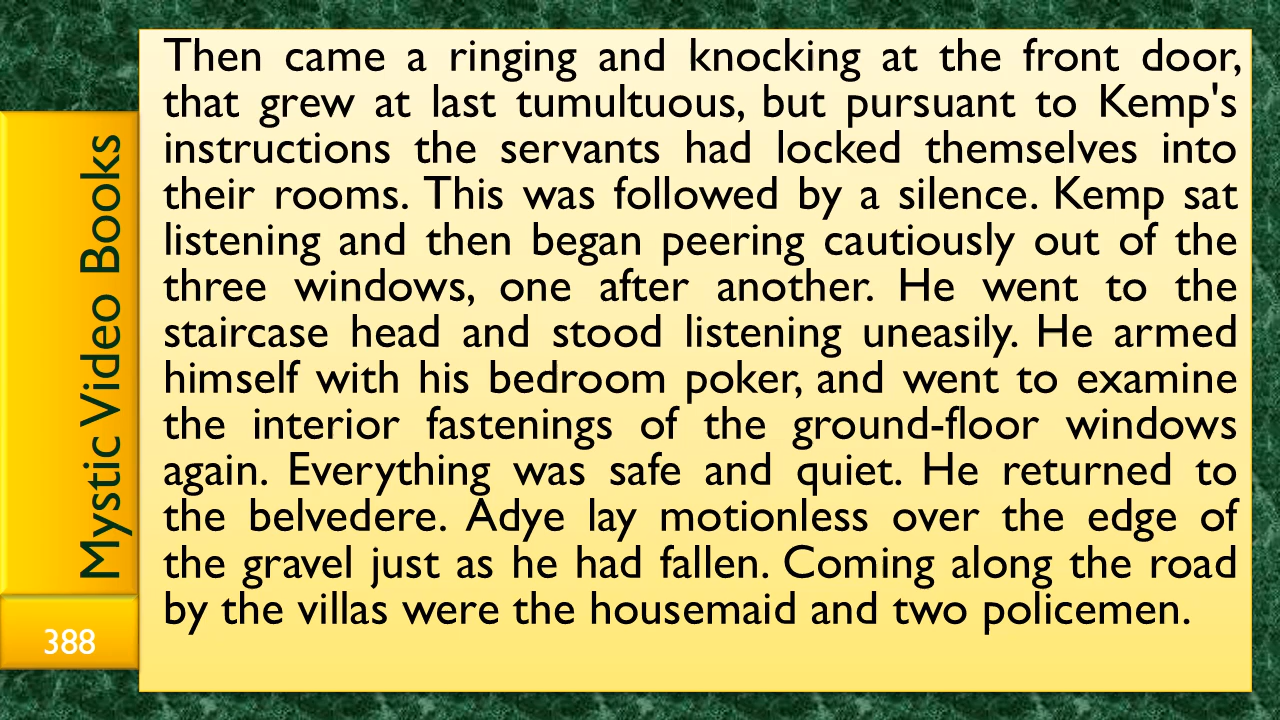 Then came a ringing and knocking at the front door,
that grew at last tumultuous, but pursuant to Kemp's
instructions the servants had locked themselves into
their rooms. This was followed by a silence. Kemp sat
listening and then began peering cautiously out of the
three windows, one after another. He went to the
staircase head and stood listening uneasily. He armed
himself with his bedroom poker, and went to examine
the interior fastenings of the ground-floor windows
again. Everything was safe and quiet. He returned to
the belvedere. Adye lay motionless over the edge of
the gravel just as he had fallen. Coming along the road
by the villas were the housemaid and two policemen.
Mystic Video Books
388